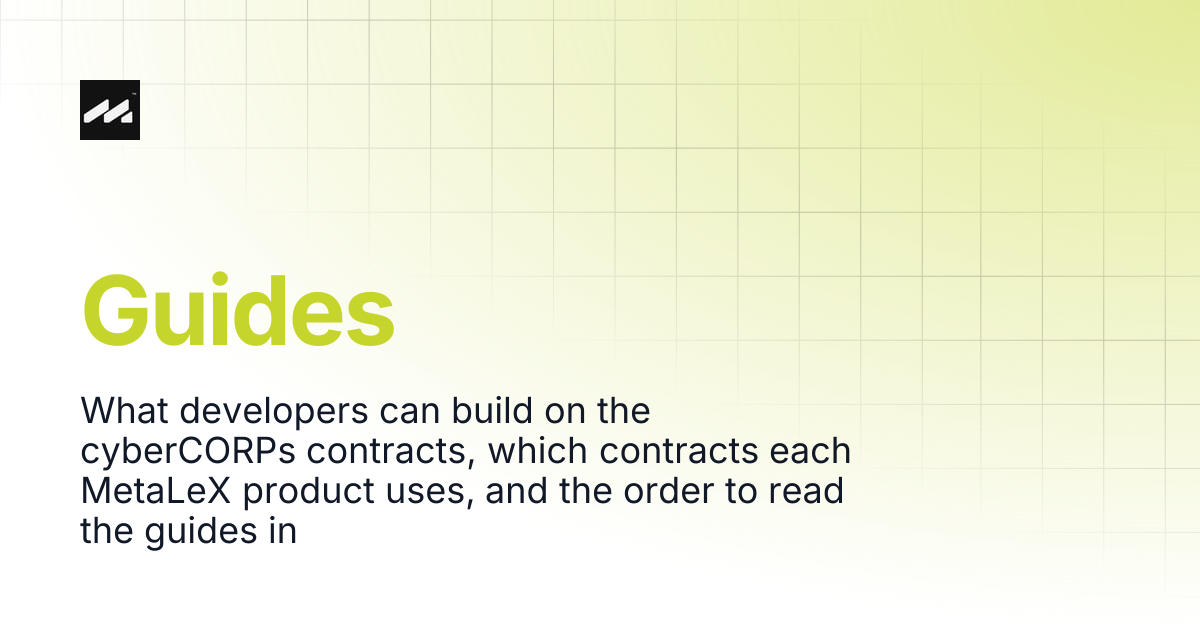 Guides
What developers can build on the
cyberCORPs contracts, which contracts each
MetaLeX product uses, and the order to read
the guides in